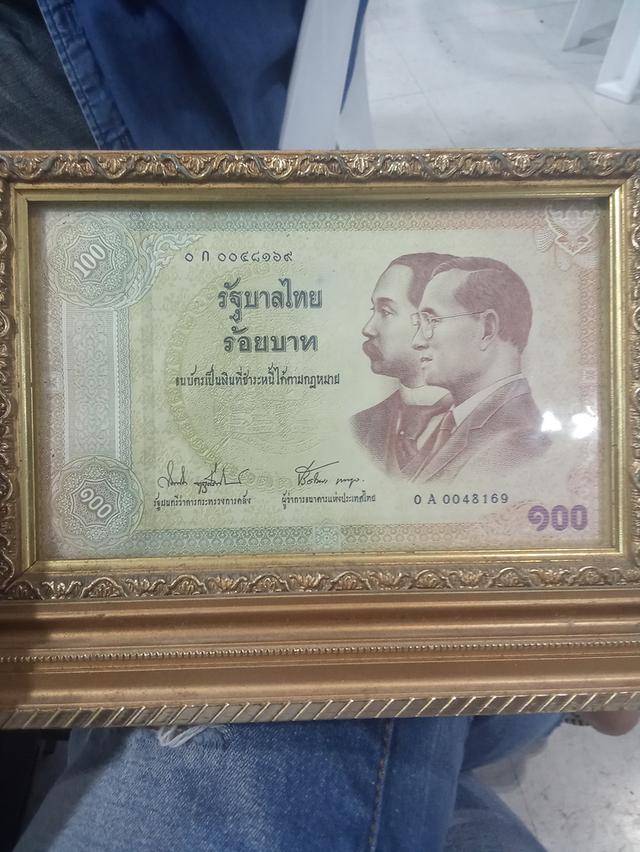 100
๐ ก ๐๐๔๘๑๖๙
รัฐบาลไทย
ร้อยบาท
ธนบัตรเป็นเงินที่ชำระหนี้ได้ตามกฎหมาย
รัฐมนตรีว่าการกระทรวงการคลัง
ผู้ว่าการธนาคารแห่งประเทศไทย
0 A 0048169
๑๐๐
๑๐๐